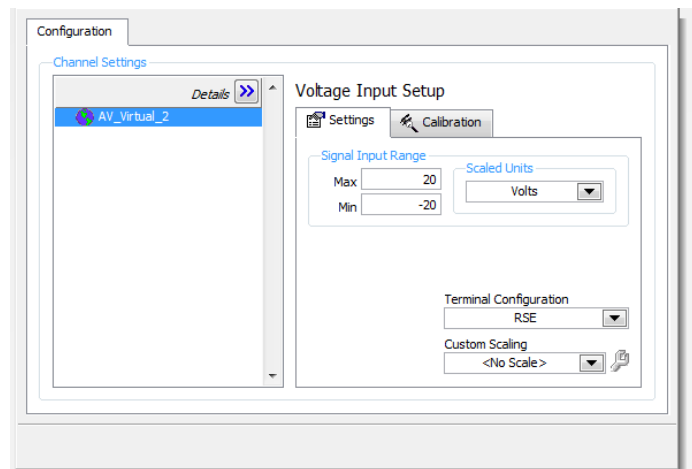 Configuration
Channel Settings
Details
AV_Virtual_2
Voltage Input Setup
Settings
Calibration
Signal Input Range
Max 20
Min -20
Scaled Units
Volts
Terminal Configuration
RSE
Custom Scaling
<No Scale>